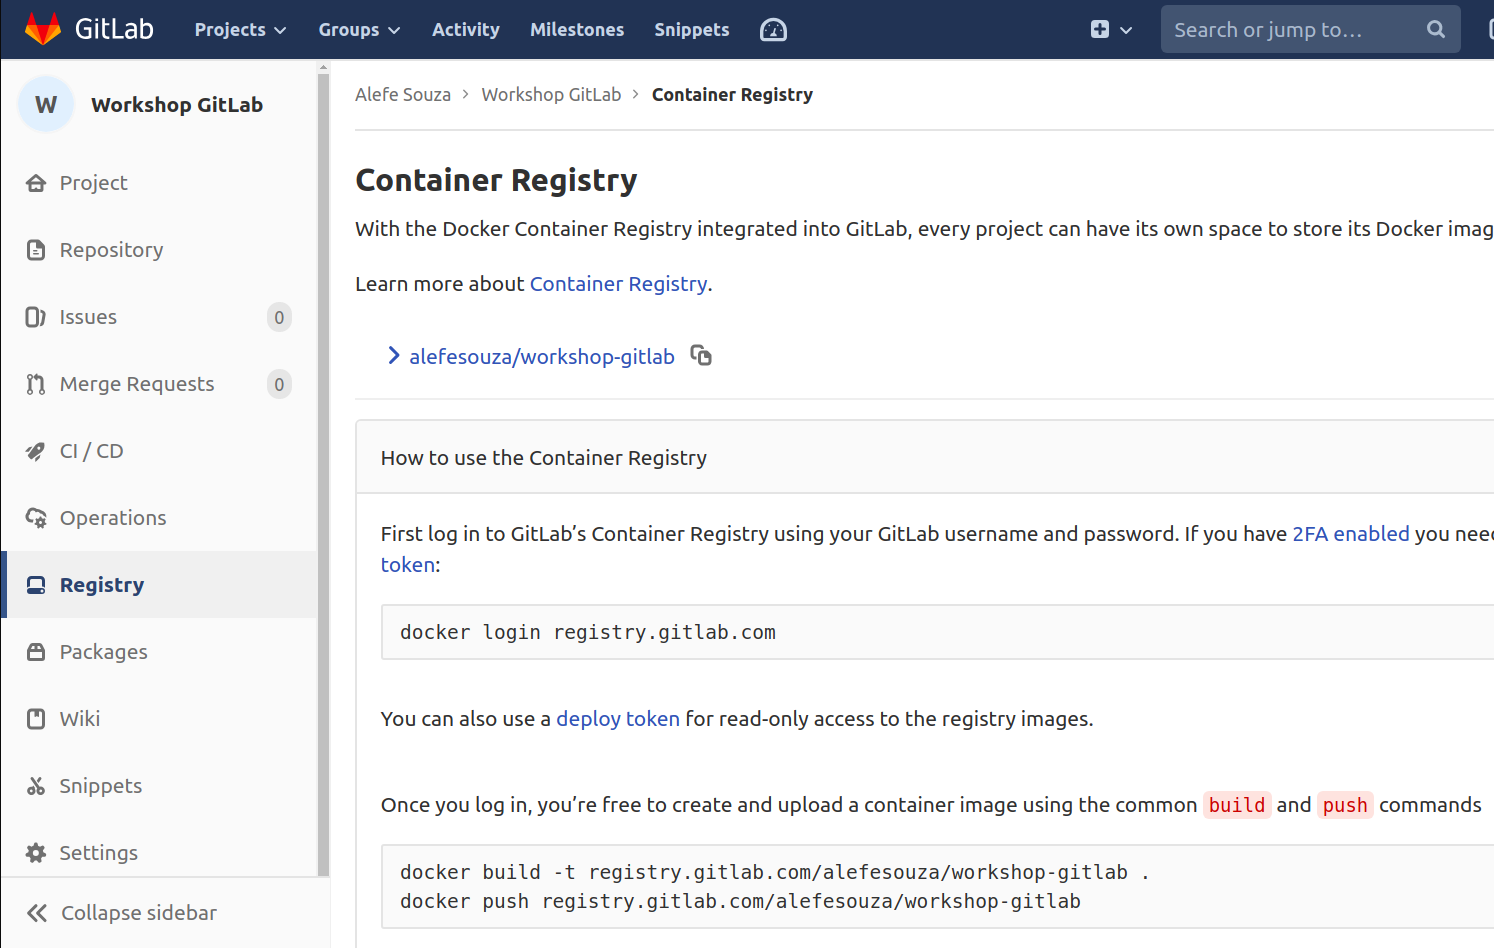 GitLab Projects Groups Activity Milestones Snippets Search or jump to…
W Workshop GitLab
Project
Repository
Issues 0
Merge Requests 0
CI / CD
Operations
Registry
Packages
Wiki
Snippets
Settings
Collapse sidebar
Alefe Souza > Workshop GitLab > Container Registry
Container Registry
With the Docker Container Registry integrated into GitLab, every project can have its own space to store its Docker imag
Learn more about Container Registry.
alefesouza/workshop-gitlab
How to use the Container Registry
First log in to GitLab’s Container Registry using your GitLab username and password. If you have 2FA enabled you need
token:
docker login registry.gitlab.com
You can also use a deploy token for read-only access to the registry images.
Once you log in, you’re free to create and upload a container image using the common build and push commands
docker build -t registry.gitlab.com/alefesouza/workshop-gitlab .
docker push registry.gitlab.com/alefesouza/workshop-gitlab